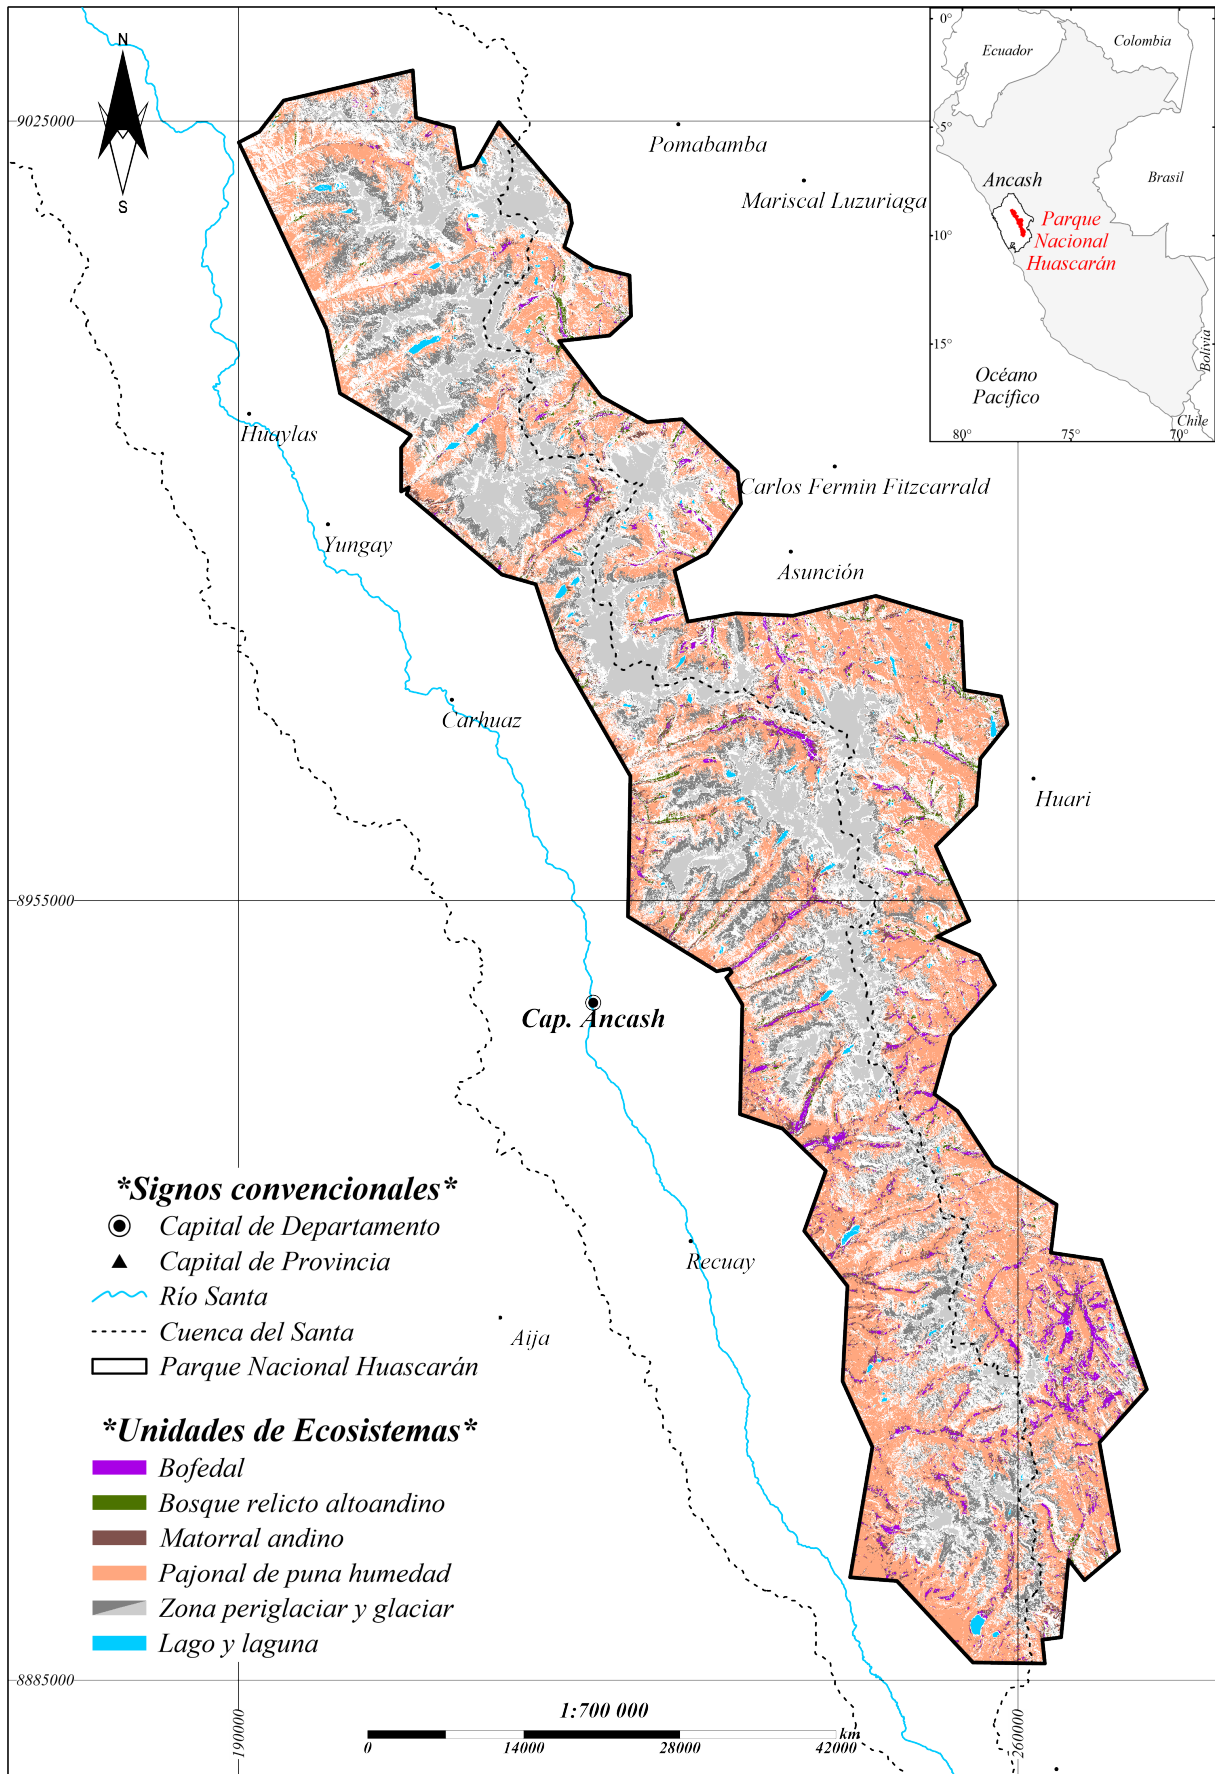 N
S
9025000
8955000
8885000
190000
260000
Pomabamba
Mariscal Luzuriaga
Huaylas
Yungay
Carlos Fermin Fitzcarrald
Asunción
Carhuaz
Huari
Cap. Ancash
Recuay
Aija
0°
5°
10°
15°
80°
75°
70°
Ecuador
Colombia
Brasil
Bolivia
Chile
Ancash
Parque
Nacional
Huascarán
Océano
Pacífico
*Signos convencionales*
Capital de Departamento
Capital de Provincia
Río Santa
Cuenca del Santa
Parque Nacional Huascarán
*Unidades de Ecosistemas*
Bofedal
Bosque relicto altoandino
Matorral andino
Pajonal de puna humedad
Zona periglaciar y glaciar
Lago y laguna
1:700 000
km
0 14000 28000 42000